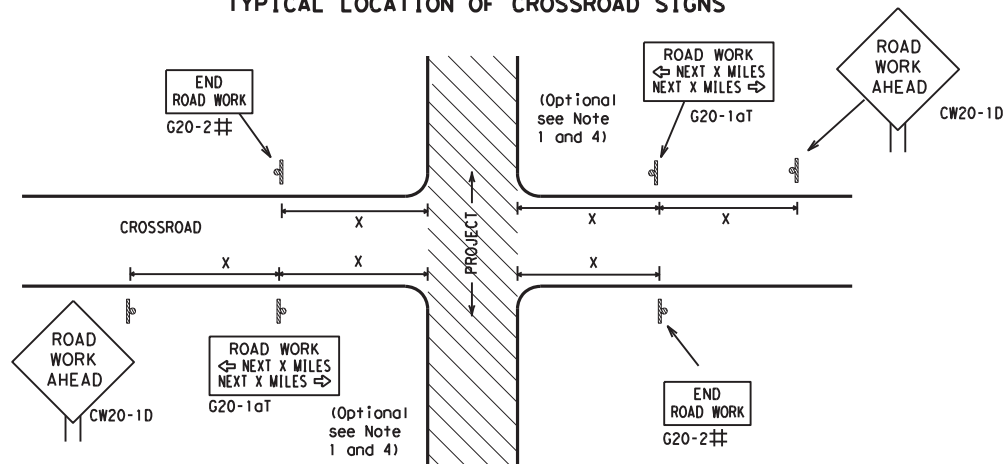 TYPICAL LOCATION OF CROSSROAD SIGNS
END
ROAD WORK
G20-2#
(Optional
see Note
1 and 4)
ROAD WORK
⇦ NEXT X MILES
NEXT X MILES ⇨
G20-1aT
ROAD
WORK
AHEAD
CW20-1D
X
X
X
CROSSROAD
PROJECT
X
X
X
ROAD
WORK
AHEAD
CW20-1D
ROAD WORK
⇦ NEXT X MILES
NEXT X MILES ⇨
G20-1aT
(Optional
see Note
1 and 4)
END
ROAD WORK
G20-2#